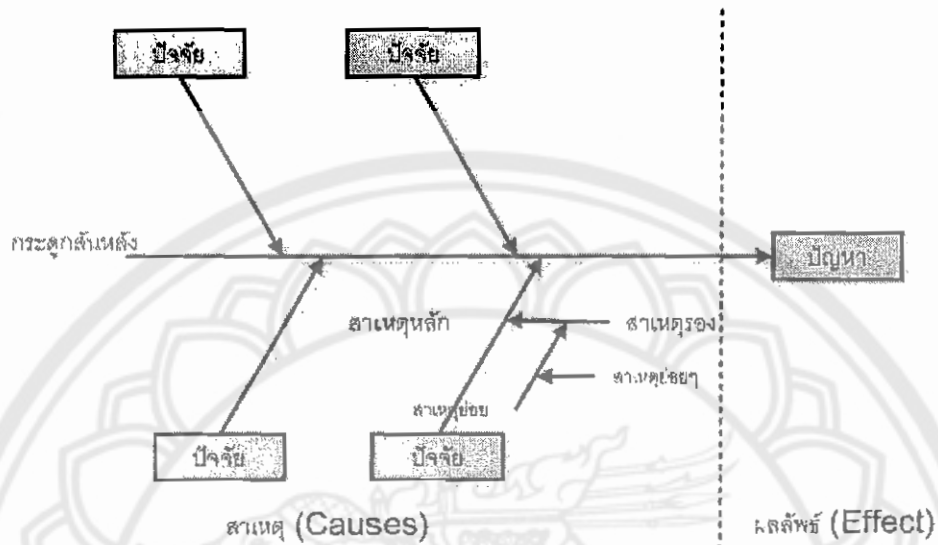 ปัจจัย ปัจจัย
กระดูกสันหลัง
ปัญหา
สาเหตุหลัก สาเหตุรอง
สาเหตุย่อยๆ
สาเหตุย่อย
ปัจจัย ปัจจัย
สาเหตุ (Causes) ผลลัพธ์ (Effect)